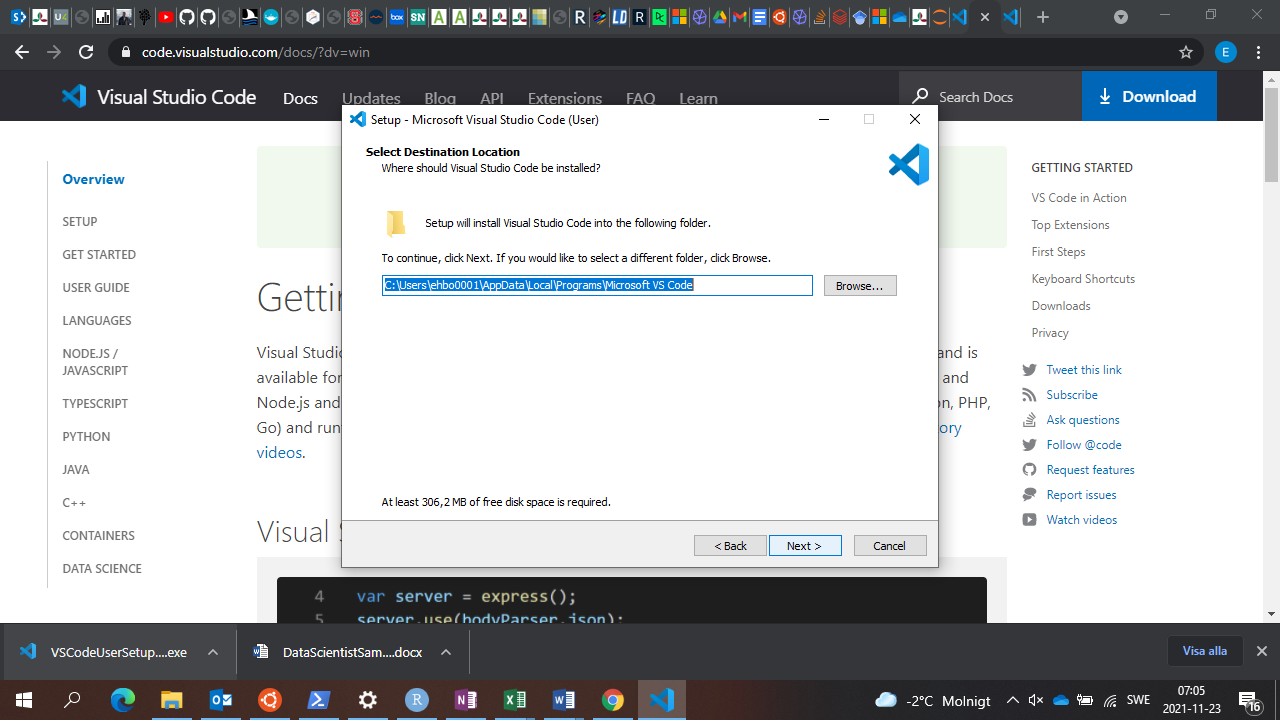 code.visualstudio.com/docs/?dv=win
E
Visual Studio Code
Docs
Updates
Blog
API
Extensions
FAQ
Learn
Search Docs
Download
Setup - Microsoft Visual Studio Code (User)
Select Destination Location
Where should Visual Studio Code be installed?
Setup will install Visual Studio Code into the following folder.
To continue, click Next. If you would like to select a different folder, click Browse.
C:\Users\ehbo0001\AppData\Local\Programs\Microsoft VS Code
Browse...
At least 306,2 MB of free disk space is required.
< Back
Next >
Cancel
Overview
SETUP
GET STARTED
USER GUIDE
LANGUAGES
NODE.JS /
JAVASCRIPT
TYPESCRIPT
PYTHON
JAVA
C++
CONTAINERS
DATA SCIENCE
Getti
Visual Studi and is
available for and
Node.js and on, PHP,
Go) and run ory
videos.
Visual S
4 var server = express();
5 server.use(bodyParser.json);
GETTING STARTED
VS Code in Action
Top Extensions
First Steps
Keyboard Shortcuts
Downloads
Privacy
Tweet this link
Subscribe
Ask questions
Follow @code
Request features
Report issues
Watch videos
VSCodeUserSetup....exe
DataScientistSam....docx
Visa alla
-2°C Molnigt
SWE
07:05
2021-11-23
16